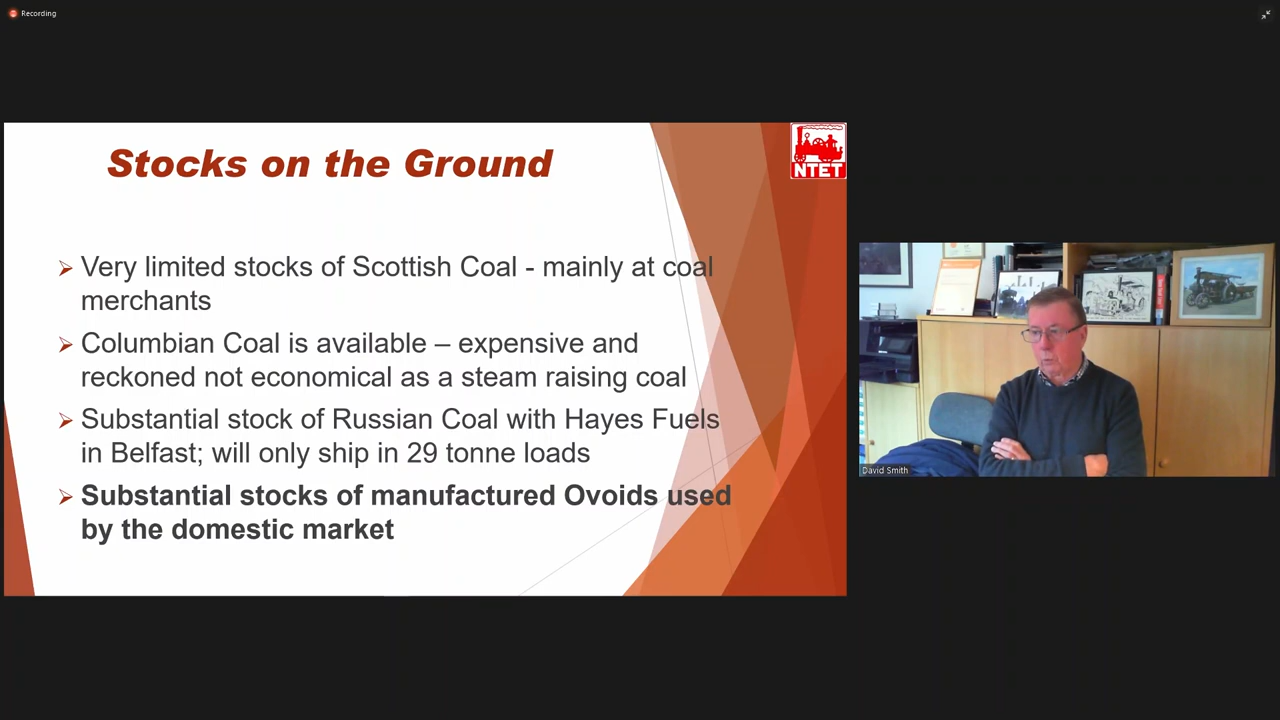 Recording
Stocks on the Ground
NTET
Very limited stocks of Scottish Coal - mainly at coal
merchants
Columbian Coal is available – expensive and
reckoned not economical as a steam raising coal
Substantial stock of Russian Coal with Hayes Fuels
in Belfast; will only ship in 29 tonne loads
Substantial stocks of manufactured Ovoids used
by the domestic market
David Smith